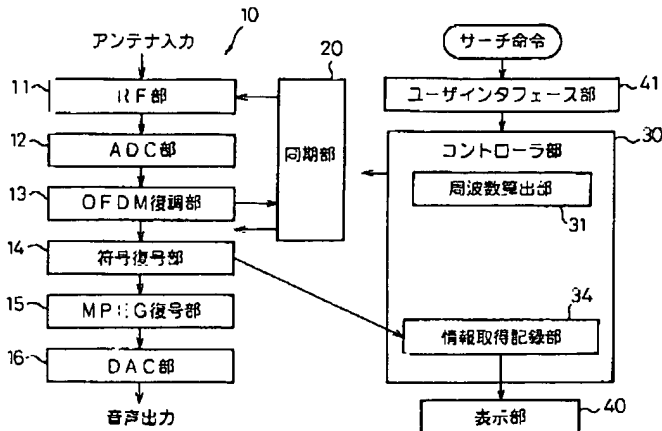 10
アンテナ入力
11
RF部
12
ADC部
13
OFDM復調部
14
符号復号部
15
MPEG復号部
16
DAC部
音声出力
20
同期部
サーチ命令
41
ユーザインタフェース部
30
コントローラ部
周波数算出部
31
34
情報取得記録部
40
表示部